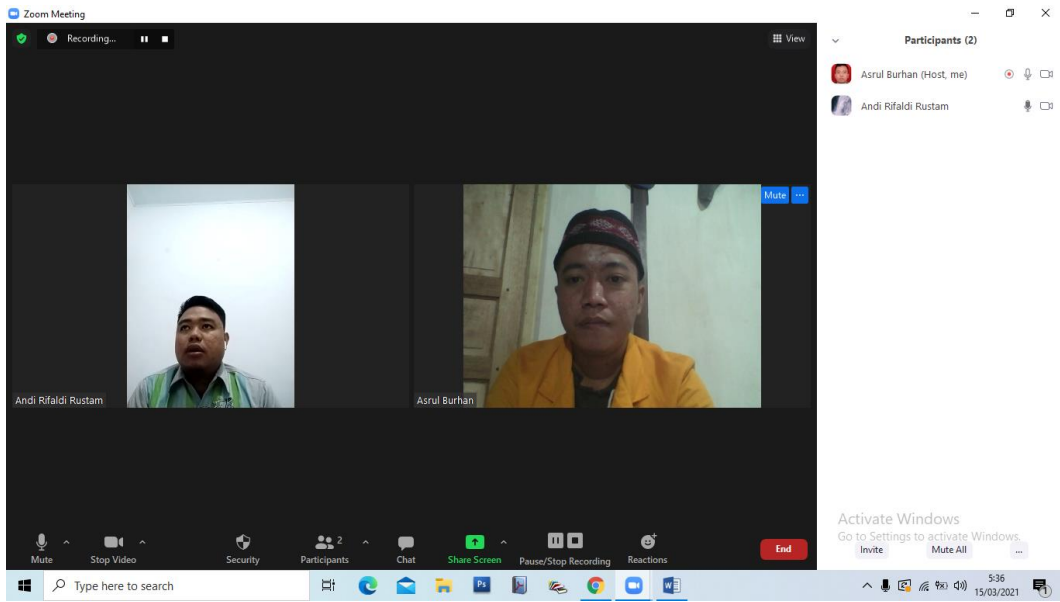 Zoom Meeting
Recording...
View
Participants (2)
Asrul Burhan (Host, me)
Andi Rifaldi Rustam
Mute
Andi Rifaldi Rustam
Asrul Burhan
Activate Windows
Go to Settings to activate Windows.
Invite
Mute All
...
Mute
Stop Video
Security
2
Participants
Chat
Share Screen
Pause/Stop Recording
Reactions
End
Type here to search
Ps
W
5:36
15/03/2021
1